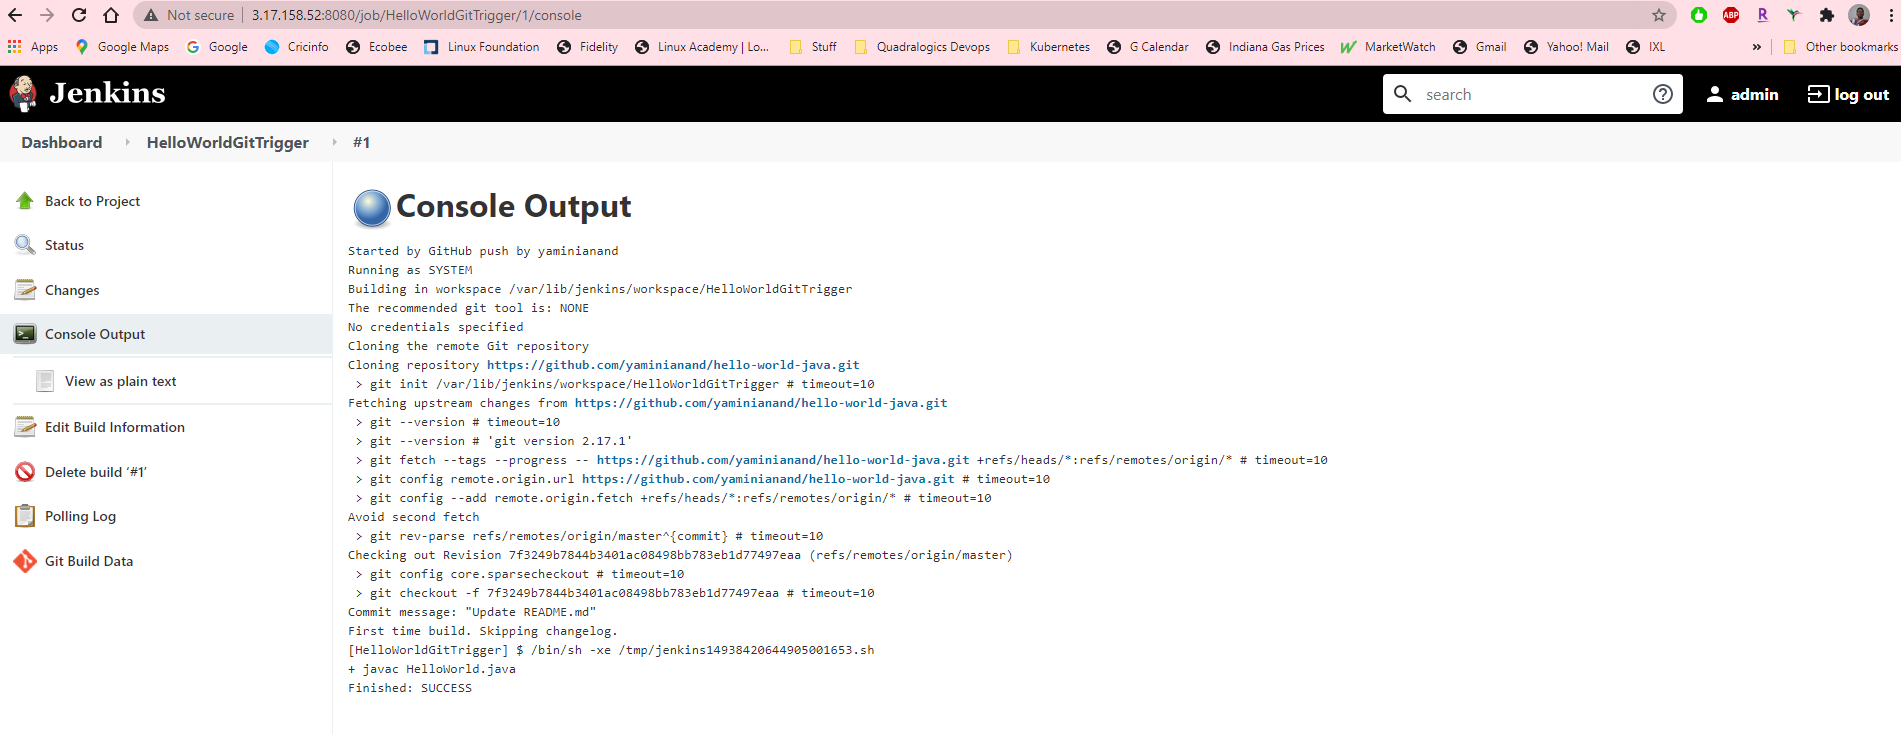 Not secure 3.17.158.52:8080/job/HelloWorldGitTrigger/1/console
ABP R
Apps Google Maps G Google Cricinfo Ecobee Linux Foundation Fidelity Linux Academy | Lo... Stuff Quadralogics Devops Kubernetes G Calendar Indiana Gas Prices MarketWatch Gmail Yahoo! Mail IXL » Other bookmarks
Jenkins search admin log out
Dashboard HelloWorldGitTrigger #1
Back to Project
Status
Changes
Console Output
View as plain text
Edit Build Information
Delete build ‘#1’
Polling Log
Git Build Data
Console Output
Started by GitHub push by yaminianand
Running as SYSTEM
Building in workspace /var/lib/jenkins/workspace/HelloWorldGitTrigger
The recommended git tool is: NONE
No credentials specified
Cloning the remote Git repository
Cloning repository https://github.com/yaminianand/hello-world-java.git
 > git init /var/lib/jenkins/workspace/HelloWorldGitTrigger # timeout=10
Fetching upstream changes from https://github.com/yaminianand/hello-world-java.git
 > git --version # timeout=10
 > git --version # 'git version 2.17.1'
 > git fetch --tags --progress -- https://github.com/yaminianand/hello-world-java.git +refs/heads/*:refs/remotes/origin/* # timeout=10
 > git config remote.origin.url https://github.com/yaminianand/hello-world-java.git # timeout=10
 > git config --add remote.origin.fetch +refs/heads/*:refs/remotes/origin/* # timeout=10
Avoid second fetch
 > git rev-parse refs/remotes/origin/master^{commit} # timeout=10
Checking out Revision 7f3249b7844b3401ac08498bb783eb1d77497eaa (refs/remotes/origin/master)
 > git config core.sparsecheckout # timeout=10
 > git checkout -f 7f3249b7844b3401ac08498bb783eb1d77497eaa # timeout=10
Commit message: "Update README.md"
First time build. Skipping changelog.
[HelloWorldGitTrigger] $ /bin/sh -xe /tmp/jenkins14938420644905001653.sh
+ javac HelloWorld.java
Finished: SUCCESS